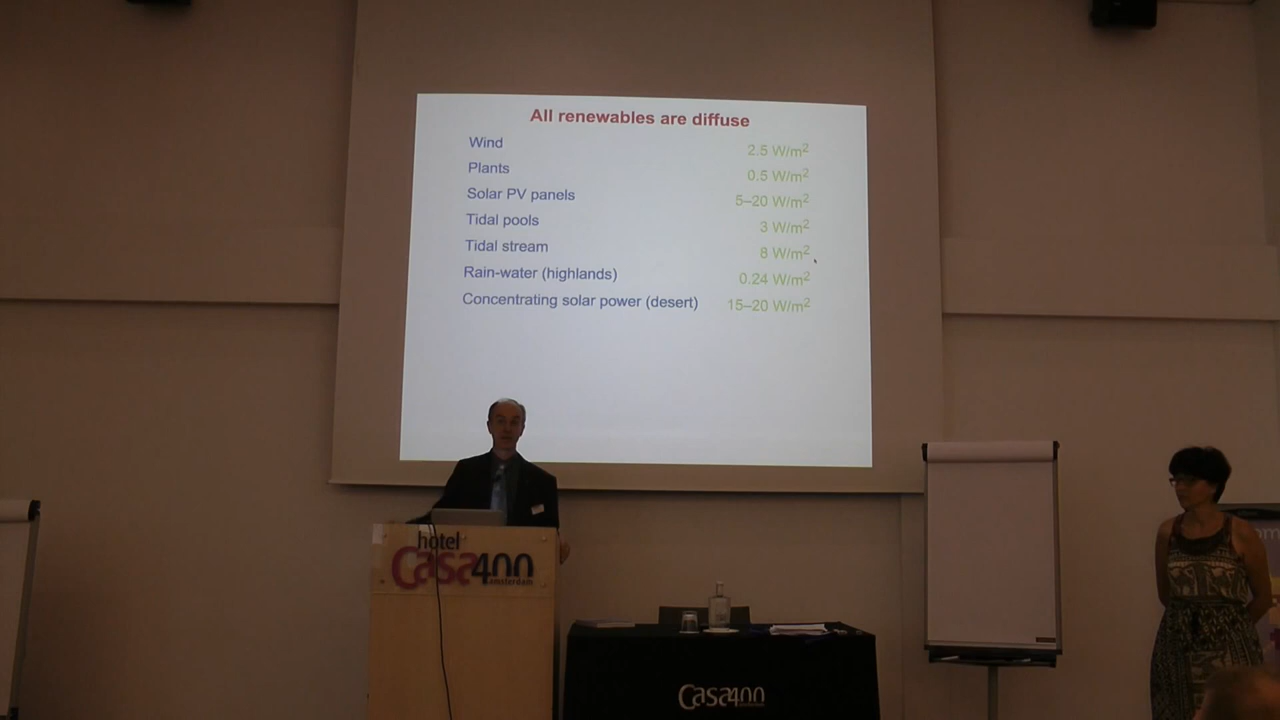 All renewables are diffuse
Wind 2.5 W/m2
Plants 0.5 W/m2
Solar PV panels 5–20 W/m2
Tidal pools 3 W/m2
Tidal stream 8 W/m2
Rain-water (highlands) 0.24 W/m2
Concentrating solar power (desert) 15–20 W/m2
hotel
Casa400
amsterdam
Casa400